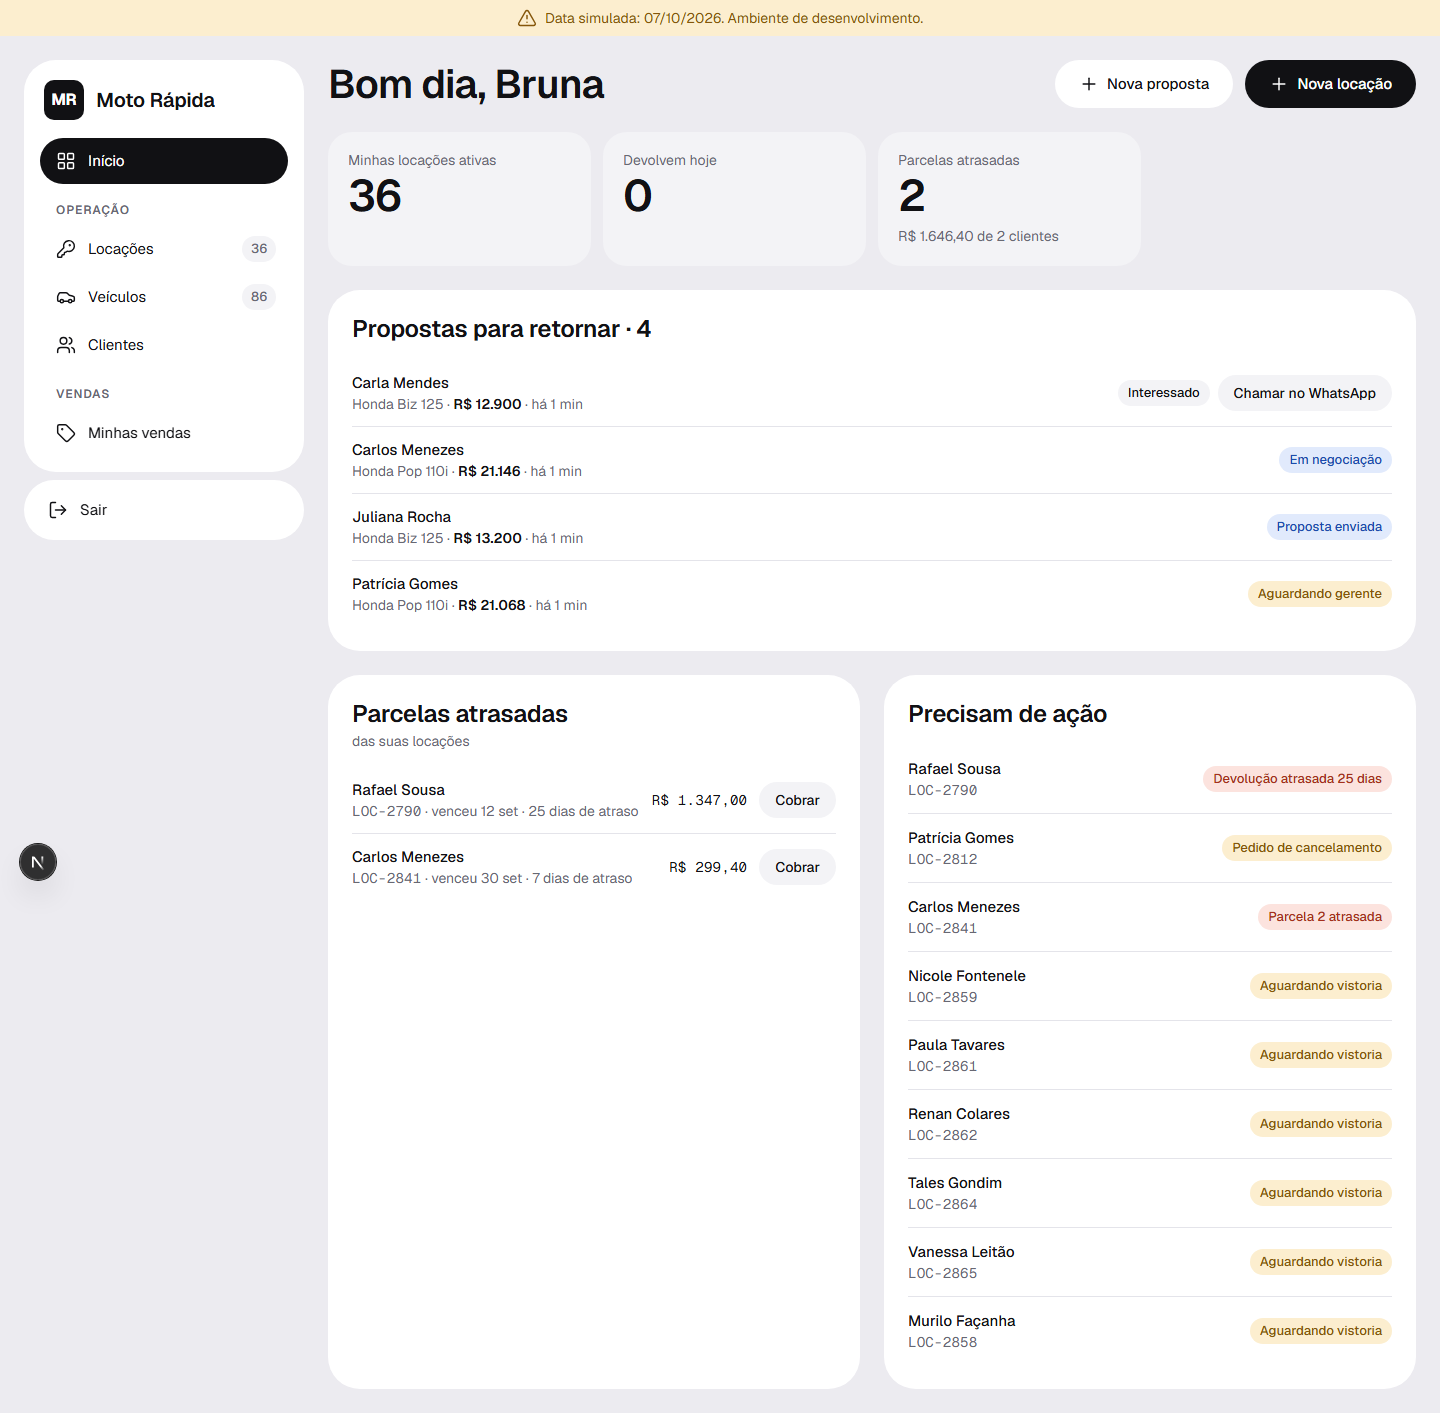 Data simulada: 07/10/2026. Ambiente de desenvolvimento.
MR Moto Rápida
Início
OPERAÇÃO
Locações 36
Veículos 86
Clientes
VENDAS
Minhas vendas
Sair
Bom dia, Bruna
Nova proposta
Nova locação
Minhas locações ativas
36
Devolvem hoje
0
Parcelas atrasadas
2
R$ 1.646,40 de 2 clientes
Propostas para retornar · 4
Carla Mendes
Honda Biz 125 · R$ 12.900 · há 1 min
Interessado
Chamar no WhatsApp
Carlos Menezes
Honda Pop 110i · R$ 21.146 · há 1 min
Em negociação
Juliana Rocha
Honda Biz 125 · R$ 13.200 · há 1 min
Proposta enviada
Patrícia Gomes
Honda Pop 110i · R$ 21.068 · há 1 min
Aguardando gerente
Parcelas atrasadas
das suas locações
Rafael Sousa
LOC-2790 · venceu 12 set · 25 dias de atraso
R$ 1.347,00
Cobrar
Carlos Menezes
LOC-2841 · venceu 30 set · 7 dias de atraso
R$ 299,40
Cobrar
Precisam de ação
Rafael Sousa
LOC-2790
Devolução atrasada 25 dias
Patrícia Gomes
LOC-2812
Pedido de cancelamento
Carlos Menezes
LOC-2841
Parcela 2 atrasada
Nicole Fontenele
LOC-2859
Aguardando vistoria
Paula Tavares
LOC-2861
Aguardando vistoria
Renan Colares
LOC-2862
Aguardando vistoria
Tales Gondim
LOC-2864
Aguardando vistoria
Vanessa Leitão
LOC-2865
Aguardando vistoria
Murilo Façanha
LOC-2858
Aguardando vistoria
N